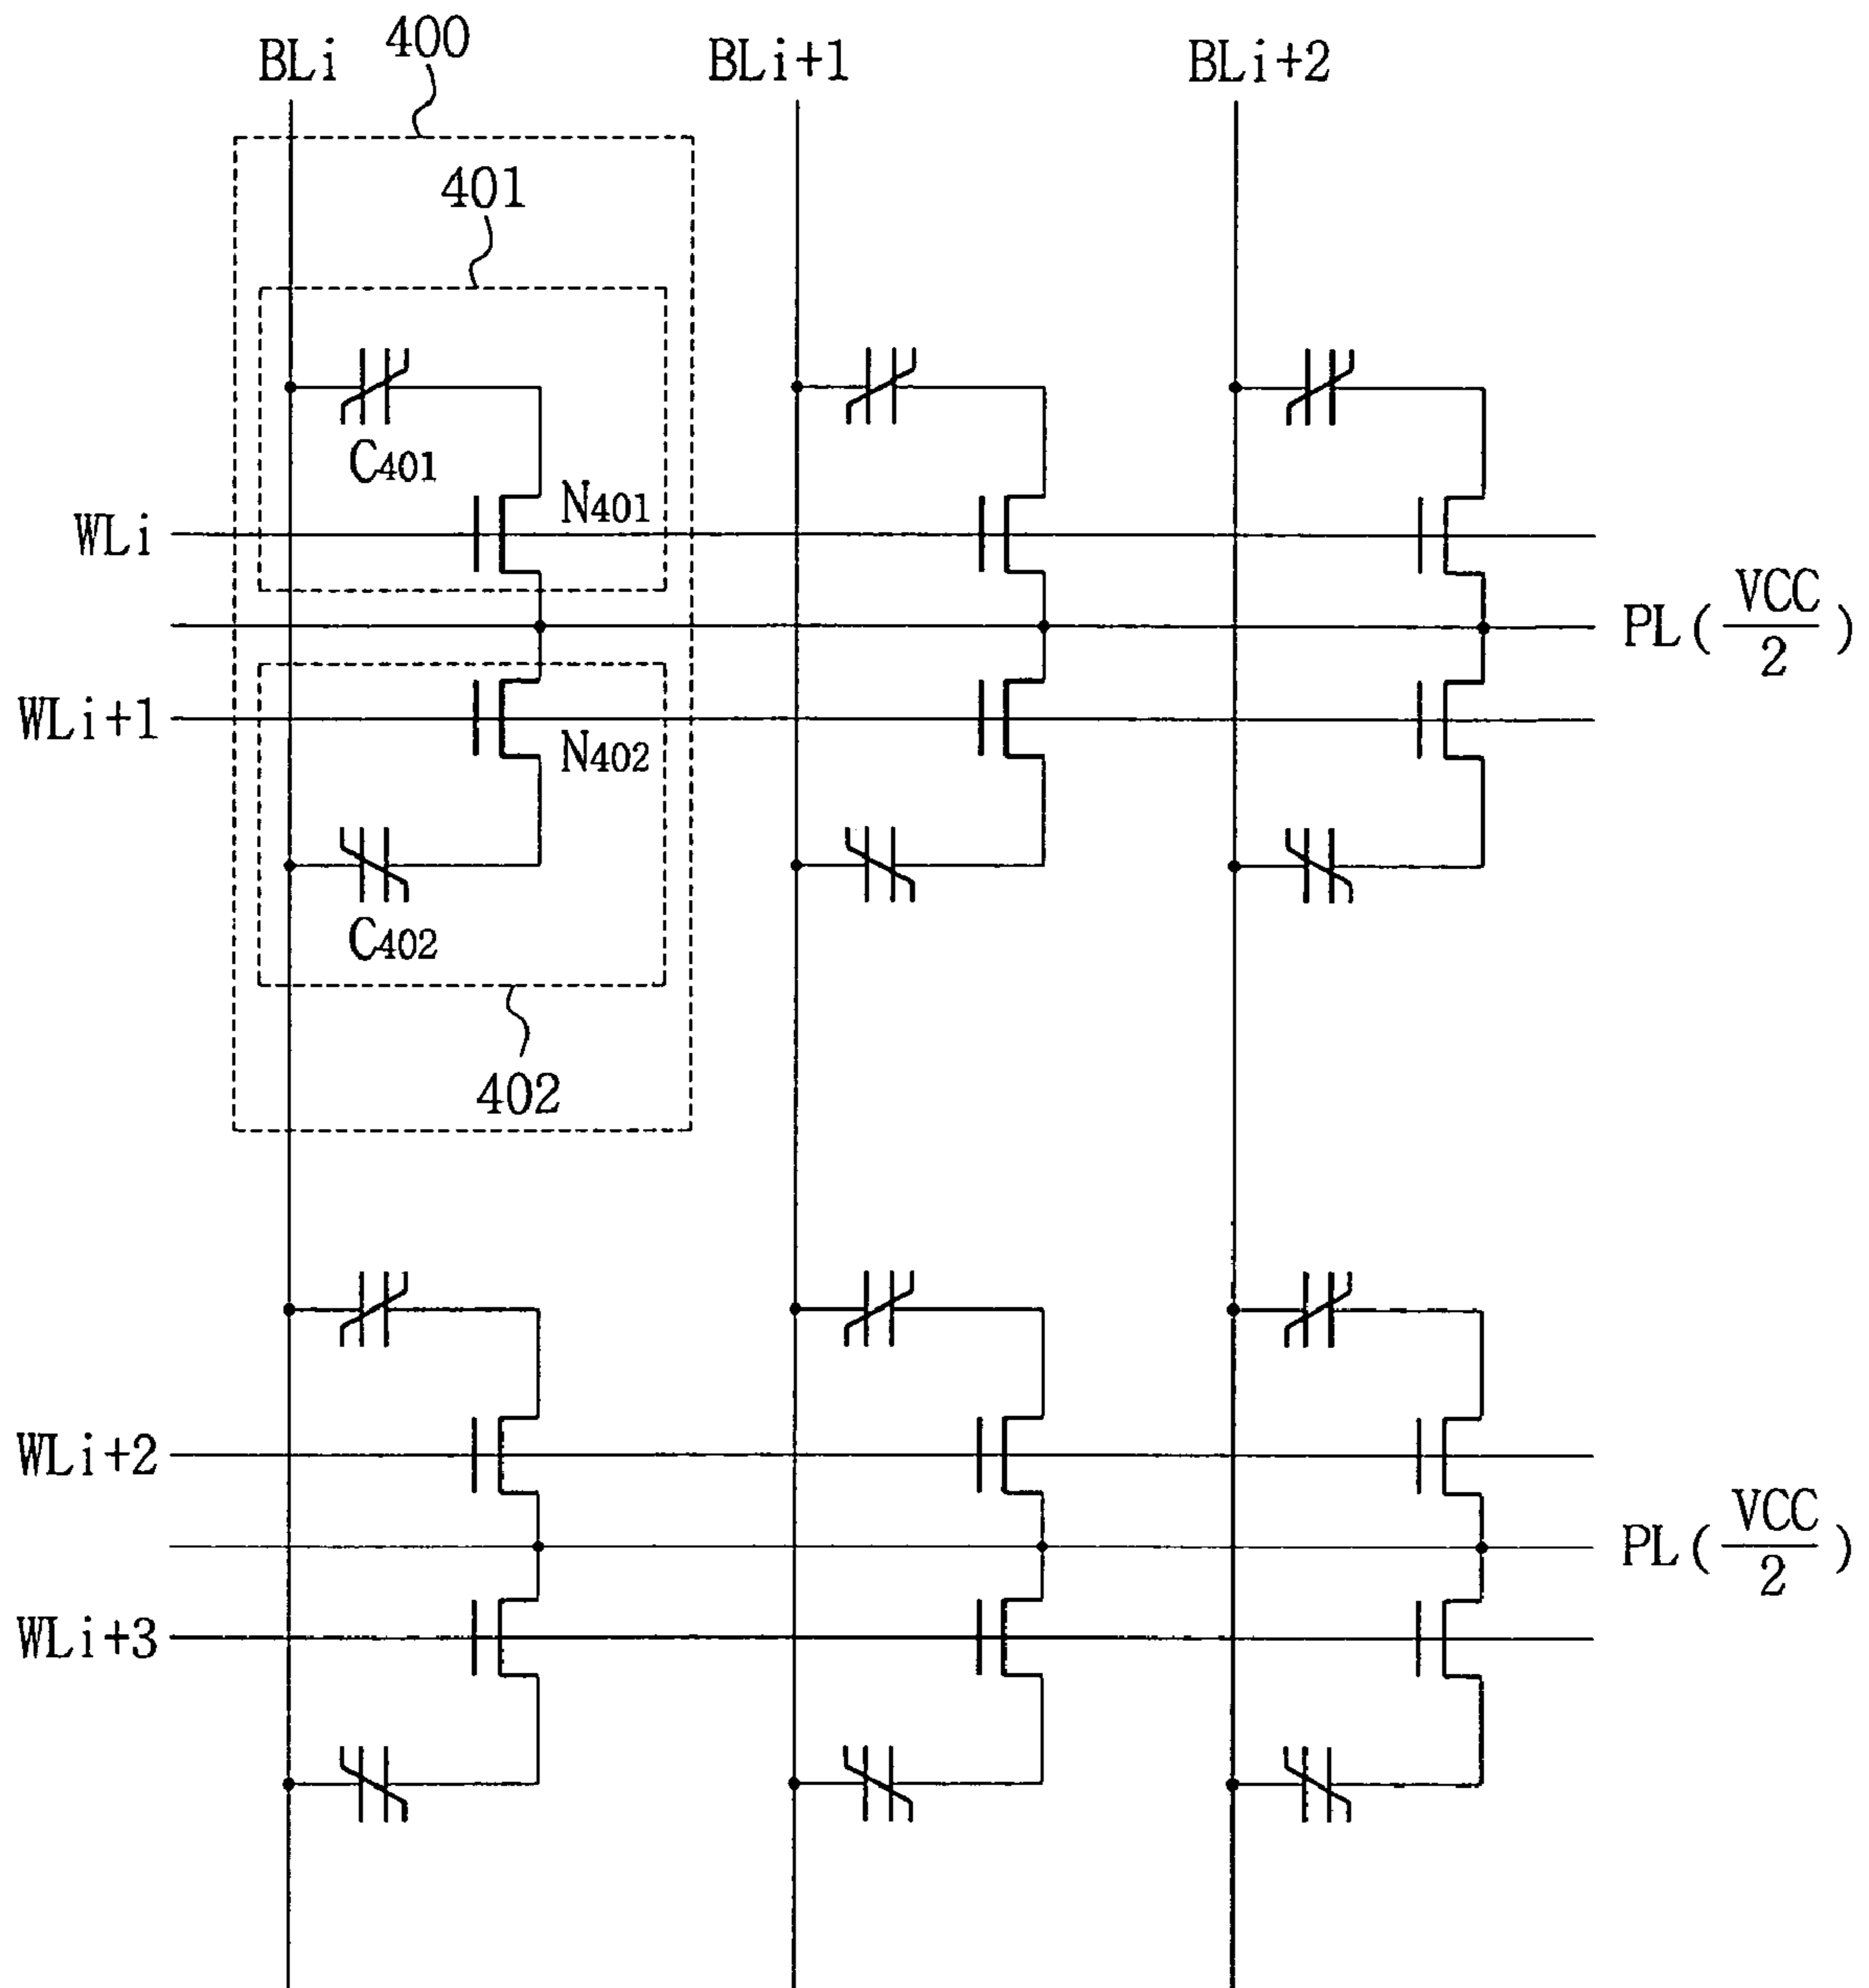 BLi
400
BLi+1
BLi+2
401
C401
N401
WLi
PL(VCC/2)
WLi+1
N402
C402
402
WLi+2
PL(VCC/2)
WLi+3